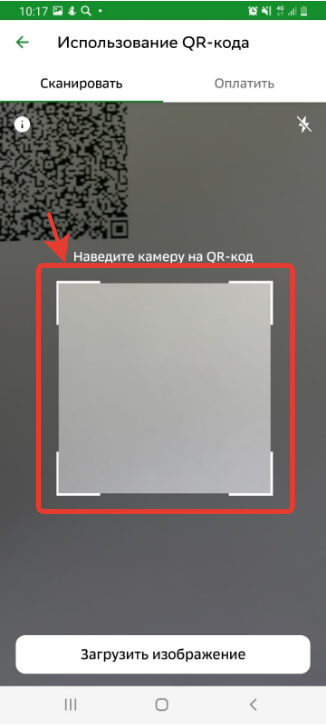 10:17
Использование QR-кода
Сканировать Оплатить
Наведите камеру на QR-код
Загрузить изображение